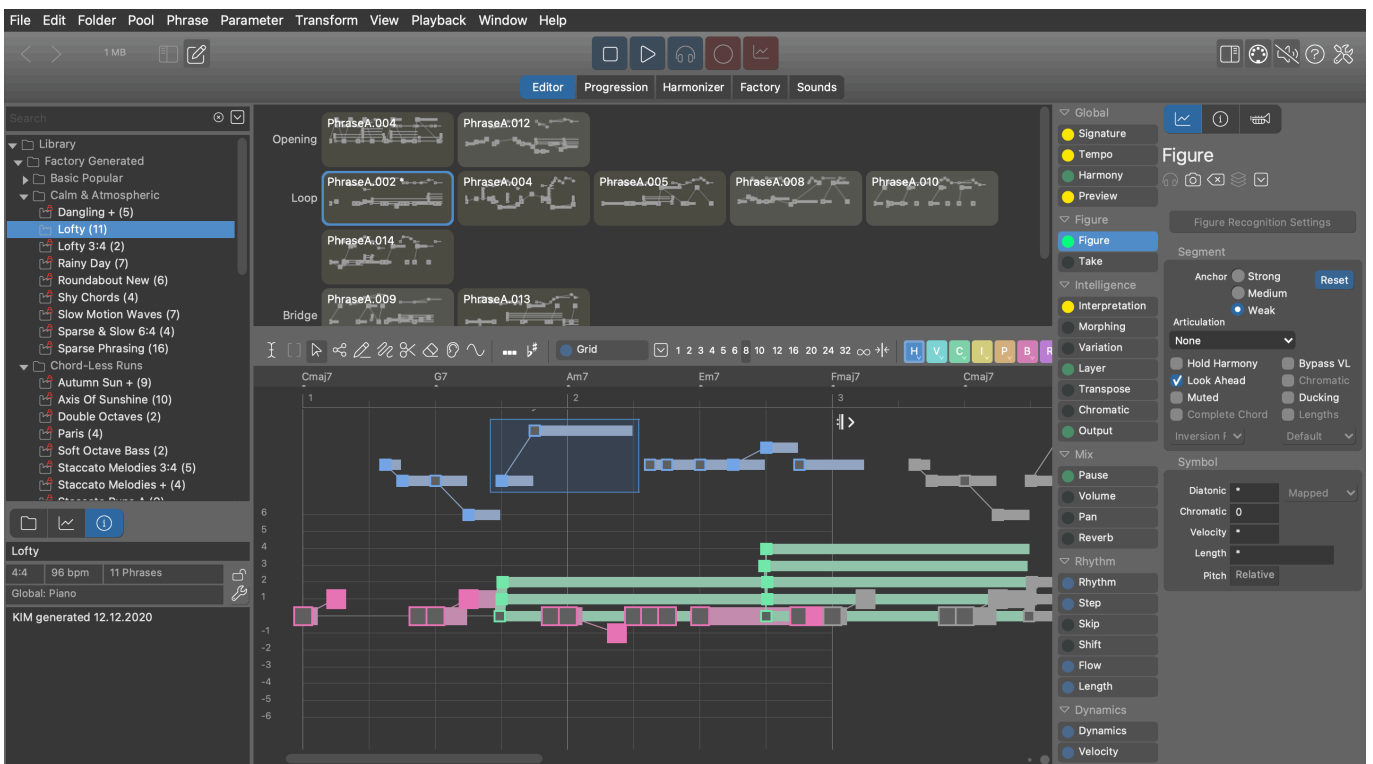 File Edit Folder Pool Phrase Parameter Transform View Playback Window Help
1 MB
Editor Progression Harmonizer Factory Sounds
Search
Library
Factory Generated
Basic Popular
Calm & Atmospheric
Dangling + (5)
Lofty (11)
Lofty 3:4 (2)
Rainy Day (7)
Roundabout New (6)
Shy Chords (4)
Slow Motion Waves (7)
Sparse & Slow 6:4 (4)
Sparse Phrasing (16)
Chord-Less Runs
Autumn Sun + (9)
Axis Of Sunshine (10)
Double Octaves (2)
Paris (4)
Soft Octave Bass (2)
Staccato Melodies 3:4 (5)
Staccato Melodies + (4)
Lofty
4:4 96 bpm 11 Phrases
Global: Piano
KIM generated 12.12.2020
Opening PhraseA.004 PhraseA.012
Loop PhraseA.002 * PhraseA.004 PhraseA.005 PhraseA.008 PhraseA.010
PhraseA.014
Bridge PhraseA.009 PhraseA.013
Grid 1 2 3 4 5 6 8 10 12 16 20 24 32 ∞ H V C I P B R
Cmaj7 G7 Am7 Em7 Fmaj7 Cmaj7
1 2 3
6
5
4
3
2
1
-1
-2
-3
-4
-5
-6
Global
Signature
Tempo
Harmony
Preview
Figure
Figure
Take
Intelligence
Interpretation
Morphing
Variation
Layer
Transpose
Chromatic
Output
Mix
Pause
Volume
Pan
Reverb
Rhythm
Rhythm
Step
Skip
Shift
Flow
Length
Dynamics
Dynamics
Velocity
Figure
Figure Recognition Settings
Segment
Anchor Strong Reset
Medium
Weak
Articulation
None
Hold Harmony Bypass VL
Look Ahead Chromatic
Muted Ducking
Complete Chord Lengths
Inversion Default
Symbol
Diatonic * Mapped
Chromatic 0
Velocity *
Length *
Pitch Relative